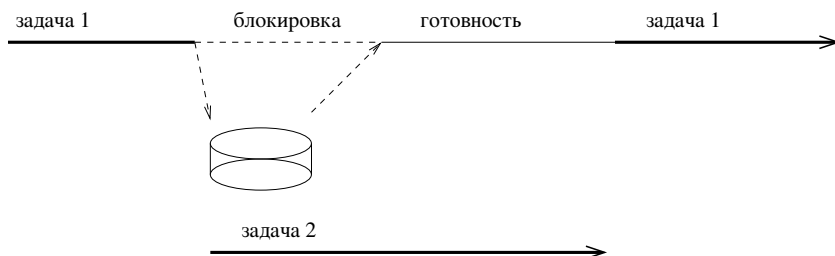 задача 1 блокировка готовность задача 1
задача 2